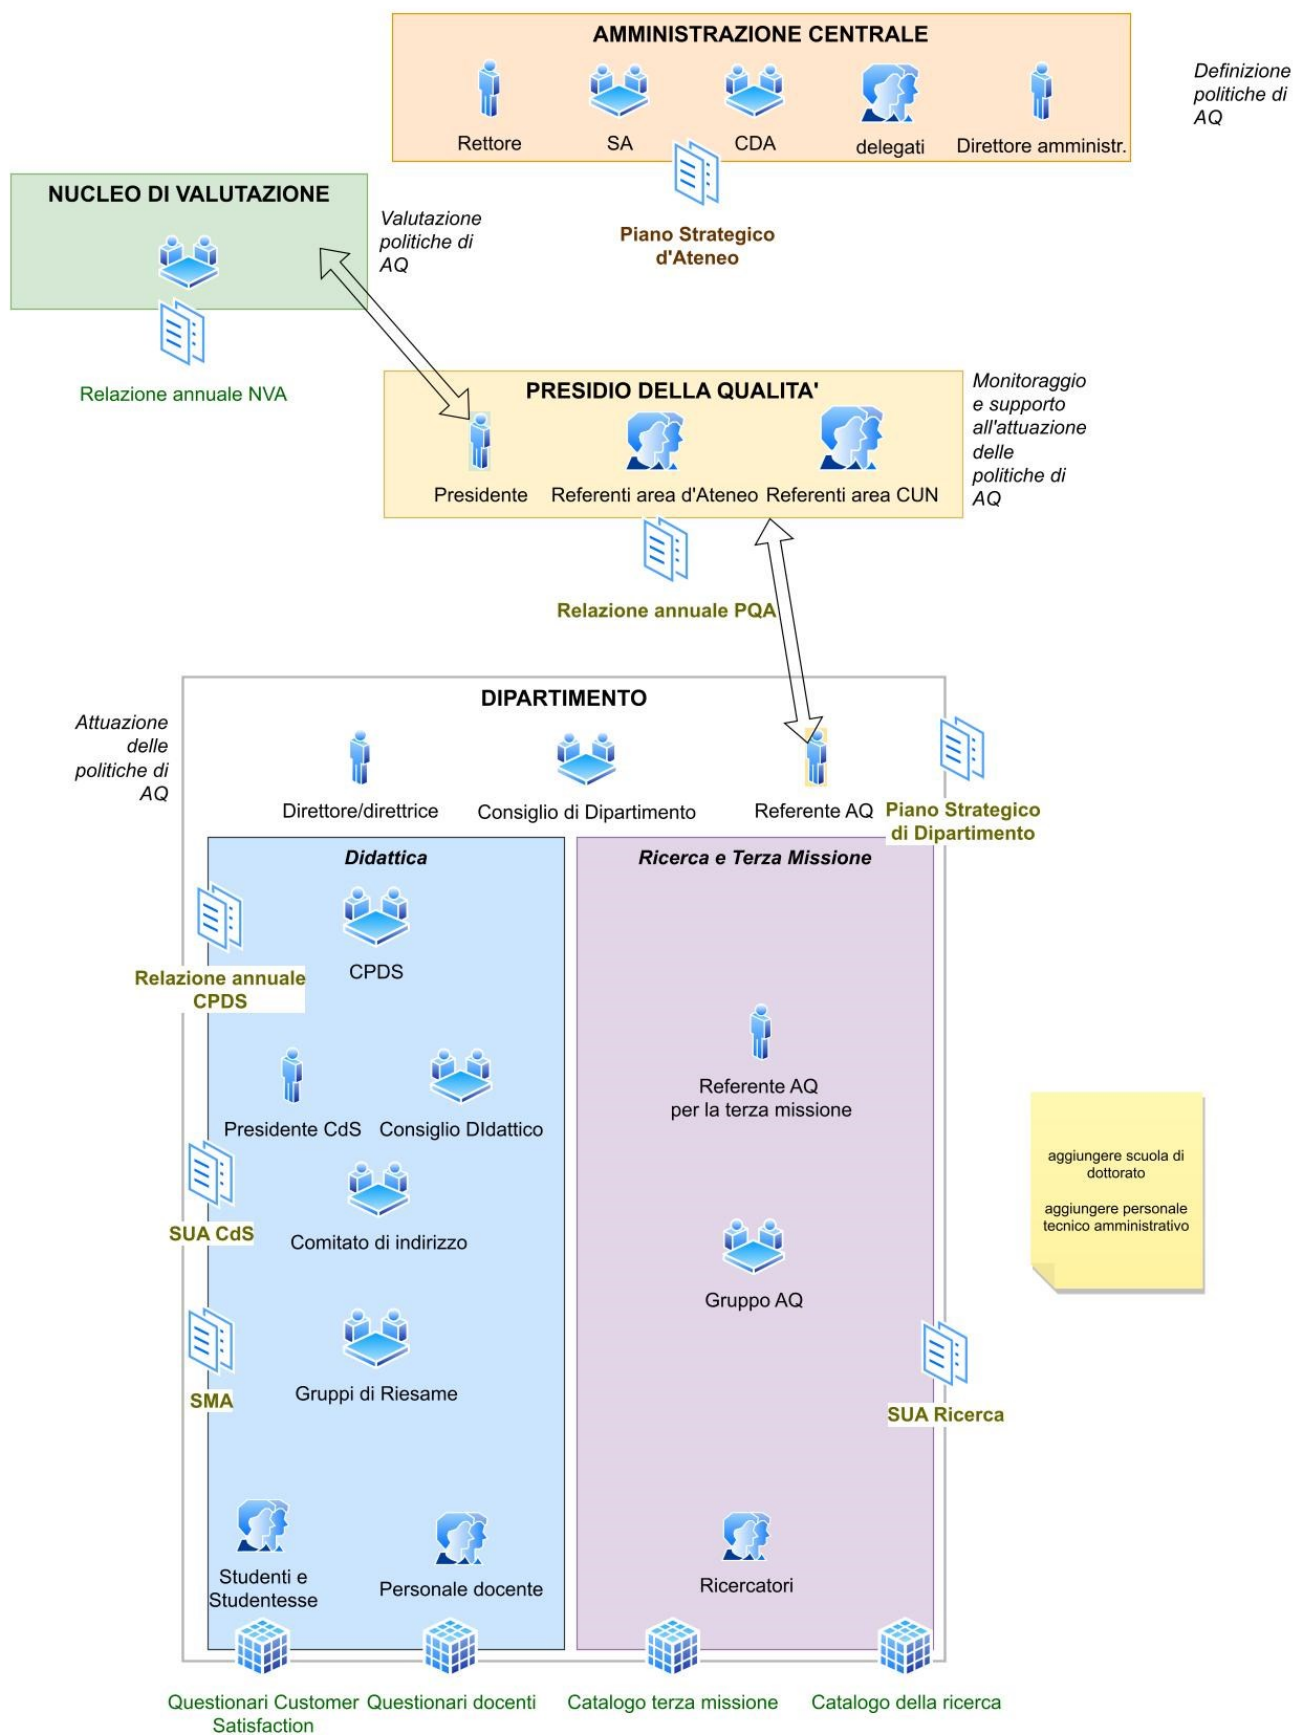 AMMINISTRAZIONE CENTRALE
Rettore
SA
CDA
delegati
Direttore amministr.
Definizione
politiche di
AQ
Piano Strategico
d'Ateneo
NUCLEO DI VALUTAZIONE
Valutazione
politiche di
AQ
Relazione annuale NVA
PRESIDIO DELLA QUALITA'
Presidente
Referenti area d'Ateneo
Referenti area CUN
Monitoraggio
e supporto
all'attuazione
delle
politiche di
AQ
Relazione annuale PQA
DIPARTIMENTO
Attuazione
delle
politiche di
AQ
Direttore/direttrice
Consiglio di Dipartimento
Referente AQ
Piano Strategico
di Dipartimento
Didattica
CPDS
Relazione annuale
CPDS
Presidente CdS
Consiglio DIdattico
SUA CdS
Comitato di indirizzo
SMA
Gruppi di Riesame
Studenti e
Studentesse
Personale docente
Ricerca e Terza Missione
Referente AQ
per la terza missione
Gruppo AQ
SUA Ricerca
Ricercatori
aggiungere scuola di
dottorato
aggiungere personale
tecnico amministrativo
Questionari Customer
Satisfaction
Questionari docenti
Catalogo terza missione
Catalogo della ricerca